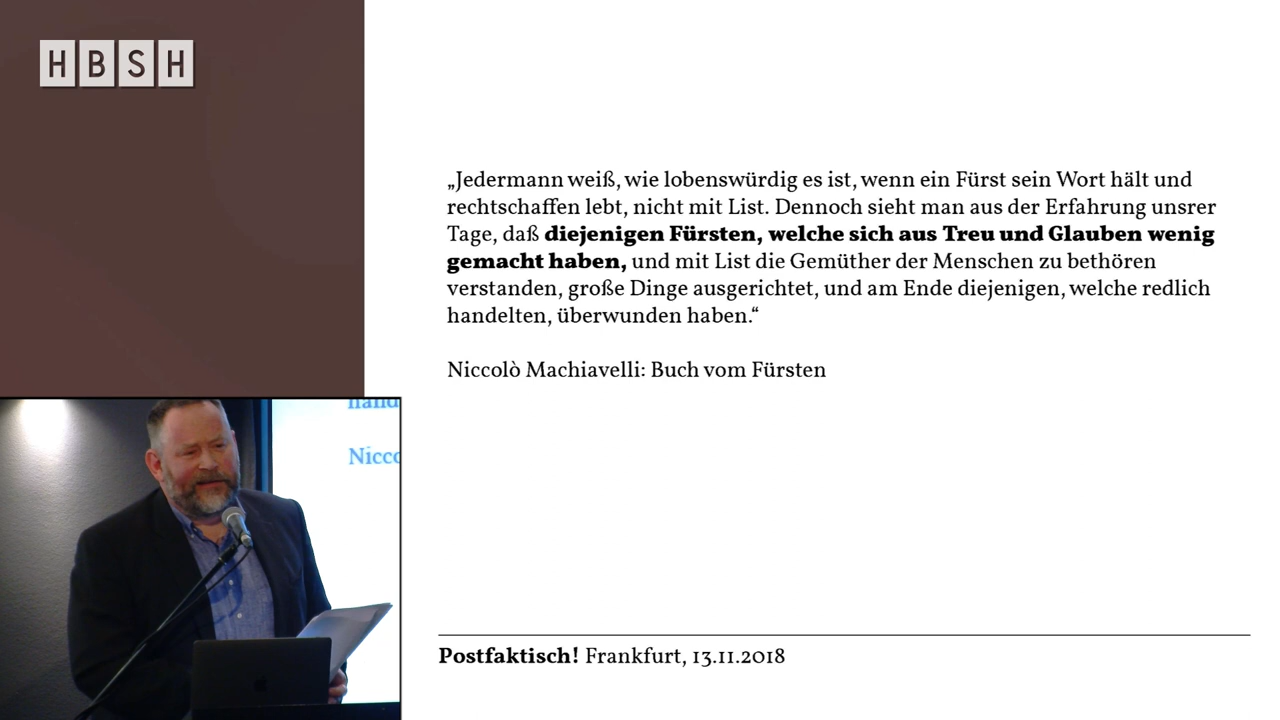 HBSH
„Jedermann weiß, wie lobenswürdig es ist, wenn ein Fürst sein Wort hält und
rechtschaffen lebt, nicht mit List. Dennoch sieht man aus der Erfahrung unsrer
Tage, daß diejenigen Fürsten, welche sich aus Treu und Glauben wenig
gemacht haben, und mit List die Gemüther der Menschen zu bethören
verstanden, große Dinge ausgerichtet, und am Ende diejenigen, welche redlich
handelten, überwunden haben.“
Niccolò Machiavelli: Buch vom Fürsten
hand
Nicco
Postfaktisch! Frankfurt, 13.11.2018